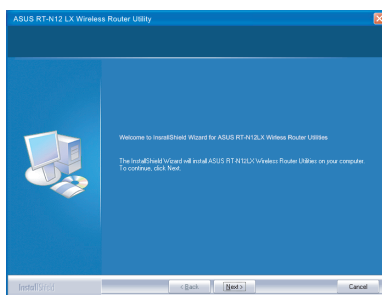 ASUS RT-N12 LX Wireless Router Utility
Welcome to InsrallShield Wizard for ASUS RT-N12LX Wirless Router Utilities
The InstallShield Wizard will install ASUS RT-N12LX Wireless Router Utilities on your computer.
To continue, click Next.
InstallShield
< Back
Next >
Cancel